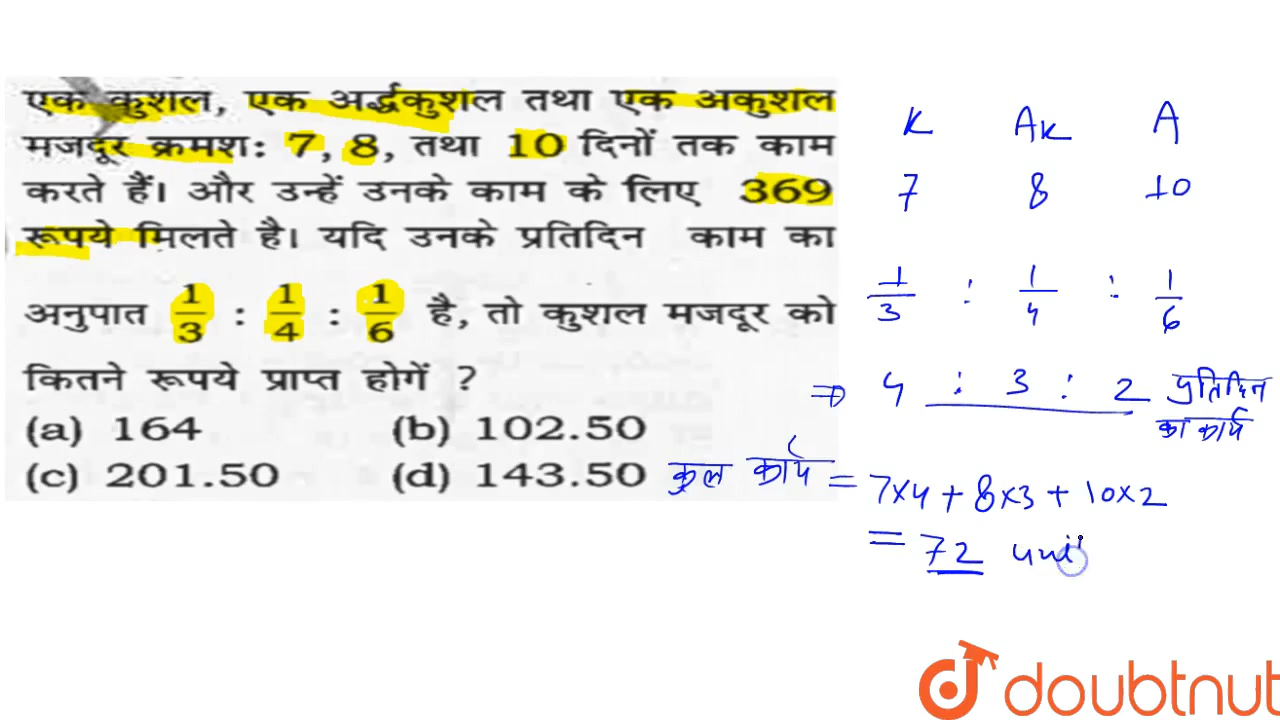 एक कुशल, एक अर्द्धकुशल तथा एक अकुशल
मजदूर क्रमश: 7, 8, तथा 10 दिनों तक काम
करते हैं। और उन्हें उनके काम के लिए 369
रूपये मिलते है। यदि उनके प्रतिदिन काम का
अनुपात 1/3 : 1/4 : 1/6 है, तो कुशल मजदूर को
कितने रूपये प्राप्त होगें ?
(a) 164 (b) 102.50
(c) 201.50 (d) 143.50
K AK A
7 8 10
1/3 : 1/4 : 1/6
⇒ 4 : 3 : 2 प्रतिदिन
का कार्य
कुल कार्य = 7×4 + 8×3 + 10×2
= 72 uni
doubtnut